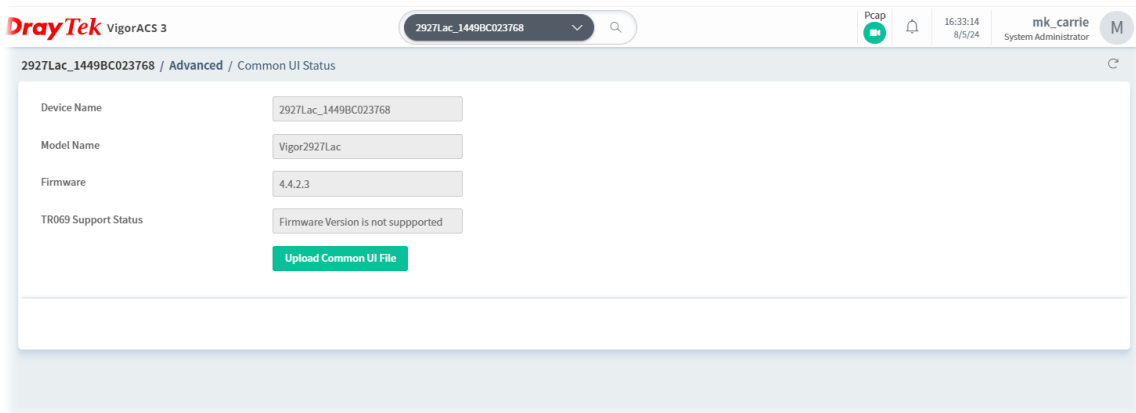 DrayTek VigorACS 3
2927Lac_1449BC023768
Pcap
16:33:14
8/5/24
mk_carrie
System Administrator
M
2927Lac_1449BC023768 / Advanced / Common UI Status
Device Name
2927Lac_1449BC023768
Model Name
Vigor2927Lac
Firmware
4.4.2.3
TR069 Support Status
Firmware Version is not suppported
Upload Common UI File